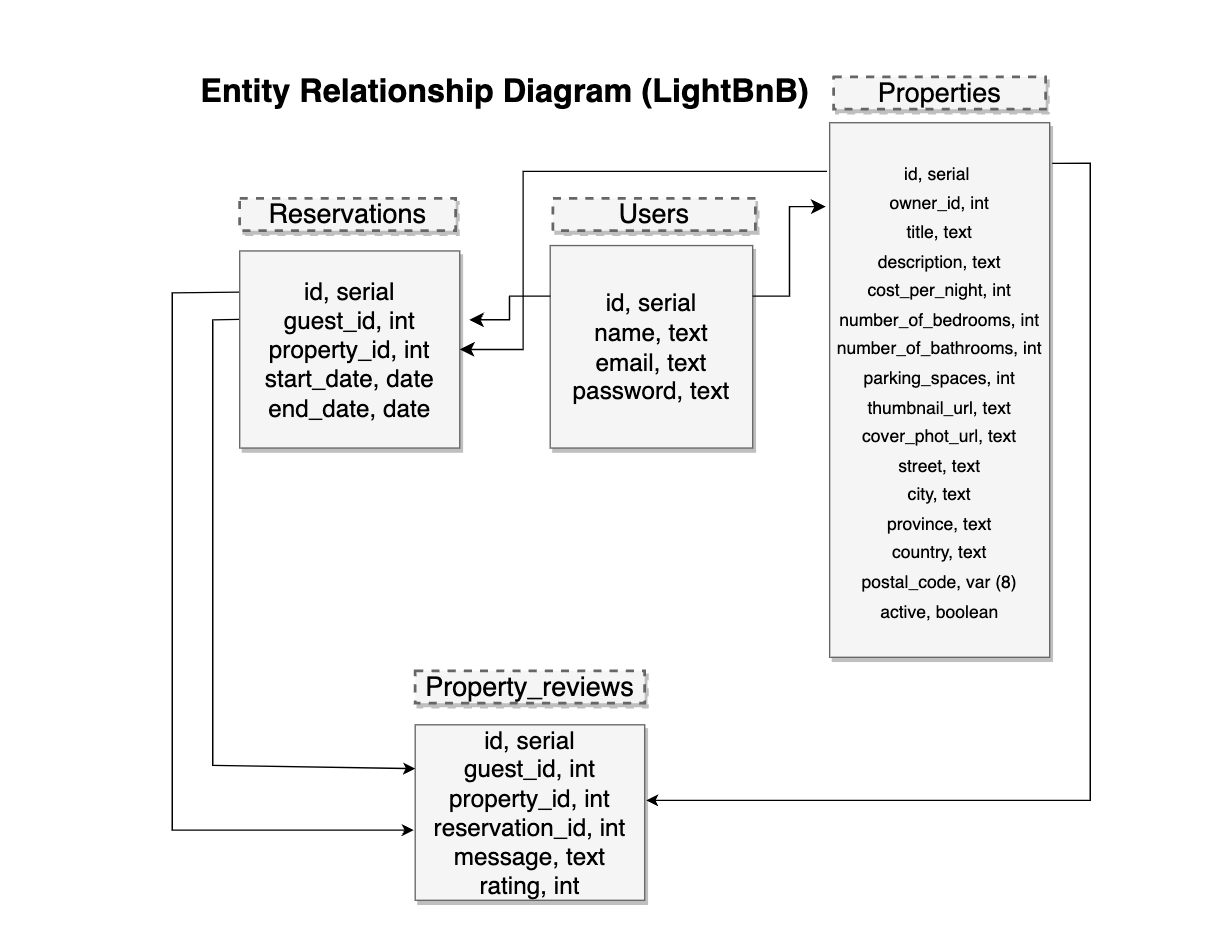 Entity Relationship Diagram (LightBnB)
Properties
id, serial
owner_id, int
title, text
description, text
cost_per_night, int
number_of_bedrooms, int
number_of_bathrooms, int
parking_spaces, int
thumbnail_url, text
cover_phot_url, text
street, text
city, text
province, text
country, text
postal_code, var (8)
active, boolean
Reservations
id, serial
guest_id, int
property_id, int
start_date, date
end_date, date
Users
id, serial
name, text
email, text
password, text
Property_reviews
id, serial
guest_id, int
property_id, int
reservation_id, int
message, text
rating, int